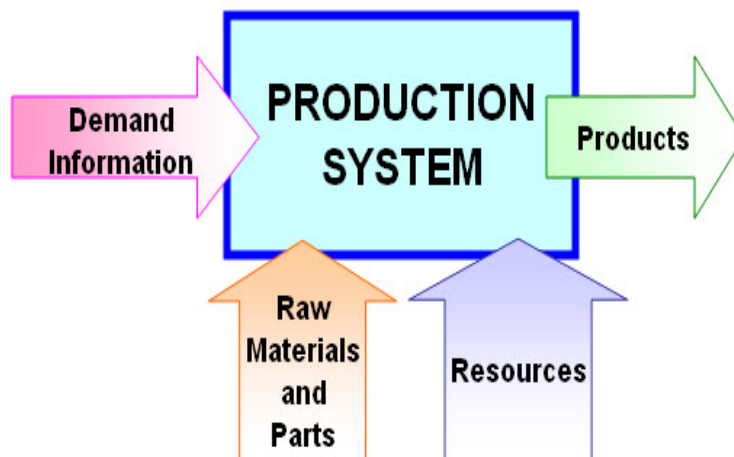 Demand
Information
PRODUCTION
SYSTEM
Products
Raw
Materials
and
Parts
Resources